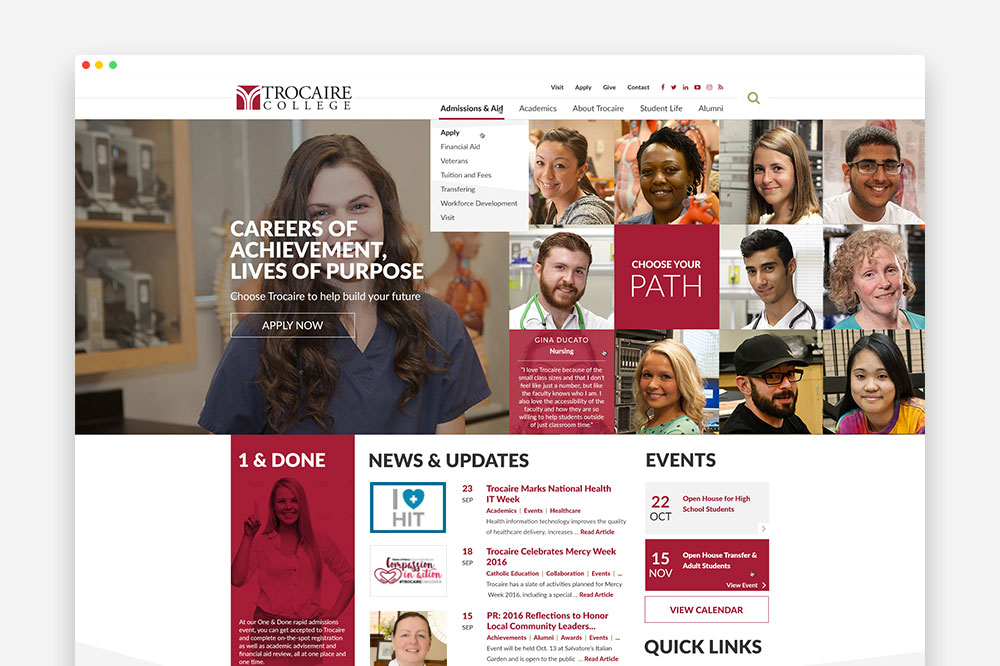 TROCAIRE
COLLEGE
Visit Apply Give Contact
Admissions & Aid Academics About Trocaire Student Life Alumni
Apply
Financial Aid
Veterans
Tuition and Fees
Transferring
Workforce Development
Visit
CAREERS OF
ACHIEVEMENT,
LIVES OF PURPOSE
Choose Trocaire to help build your future
APPLY NOW
CHOOSE YOUR
PATH
GINA DUCATO
Nursing
"I love Trocaire because of the
small class sizes and that I don't
feel like just a number, but like
the faculty knows who I am. I
also love the accessibility of the
faculty and how they are so
willing to help students outside
of just classroom time."
1 & DONE
At our One & Done rapid admissions
event, you can get accepted to Trocaire
and complete on-the-spot registration
as well as academic advisement and
financial aid review, all at one place and
one time.
NEWS & UPDATES
I
HIT
23
SEP
Trocaire Marks National Health
IT Week
Academics | Events | Healthcare
Health information technology improves the quality
of healthcare delivery, increases ... Read Article
Compassion
in action
#TROCAIRE
18
SEP
Trocaire Celebrates Mercy Week
2016
Catholic Education | Collaboration | Events | ...
Trocaire has a slate of activities planned for Mercy
Week 2016, including a special ... Read Article
15
SEP
PR: 2016 Reflections to Honor
Local Community Leaders...
Achievements | Alumni | Awards | Events | ...
Event will be held Oct. 13 at Salvatore's Italian
Garden and is open to the public ... Read Article
EVENTS
22
OCT
Open House for High
School Students
15
NOV
Open House Transfer &
Adult Students
View Event
VIEW CALENDAR
QUICK LINKS